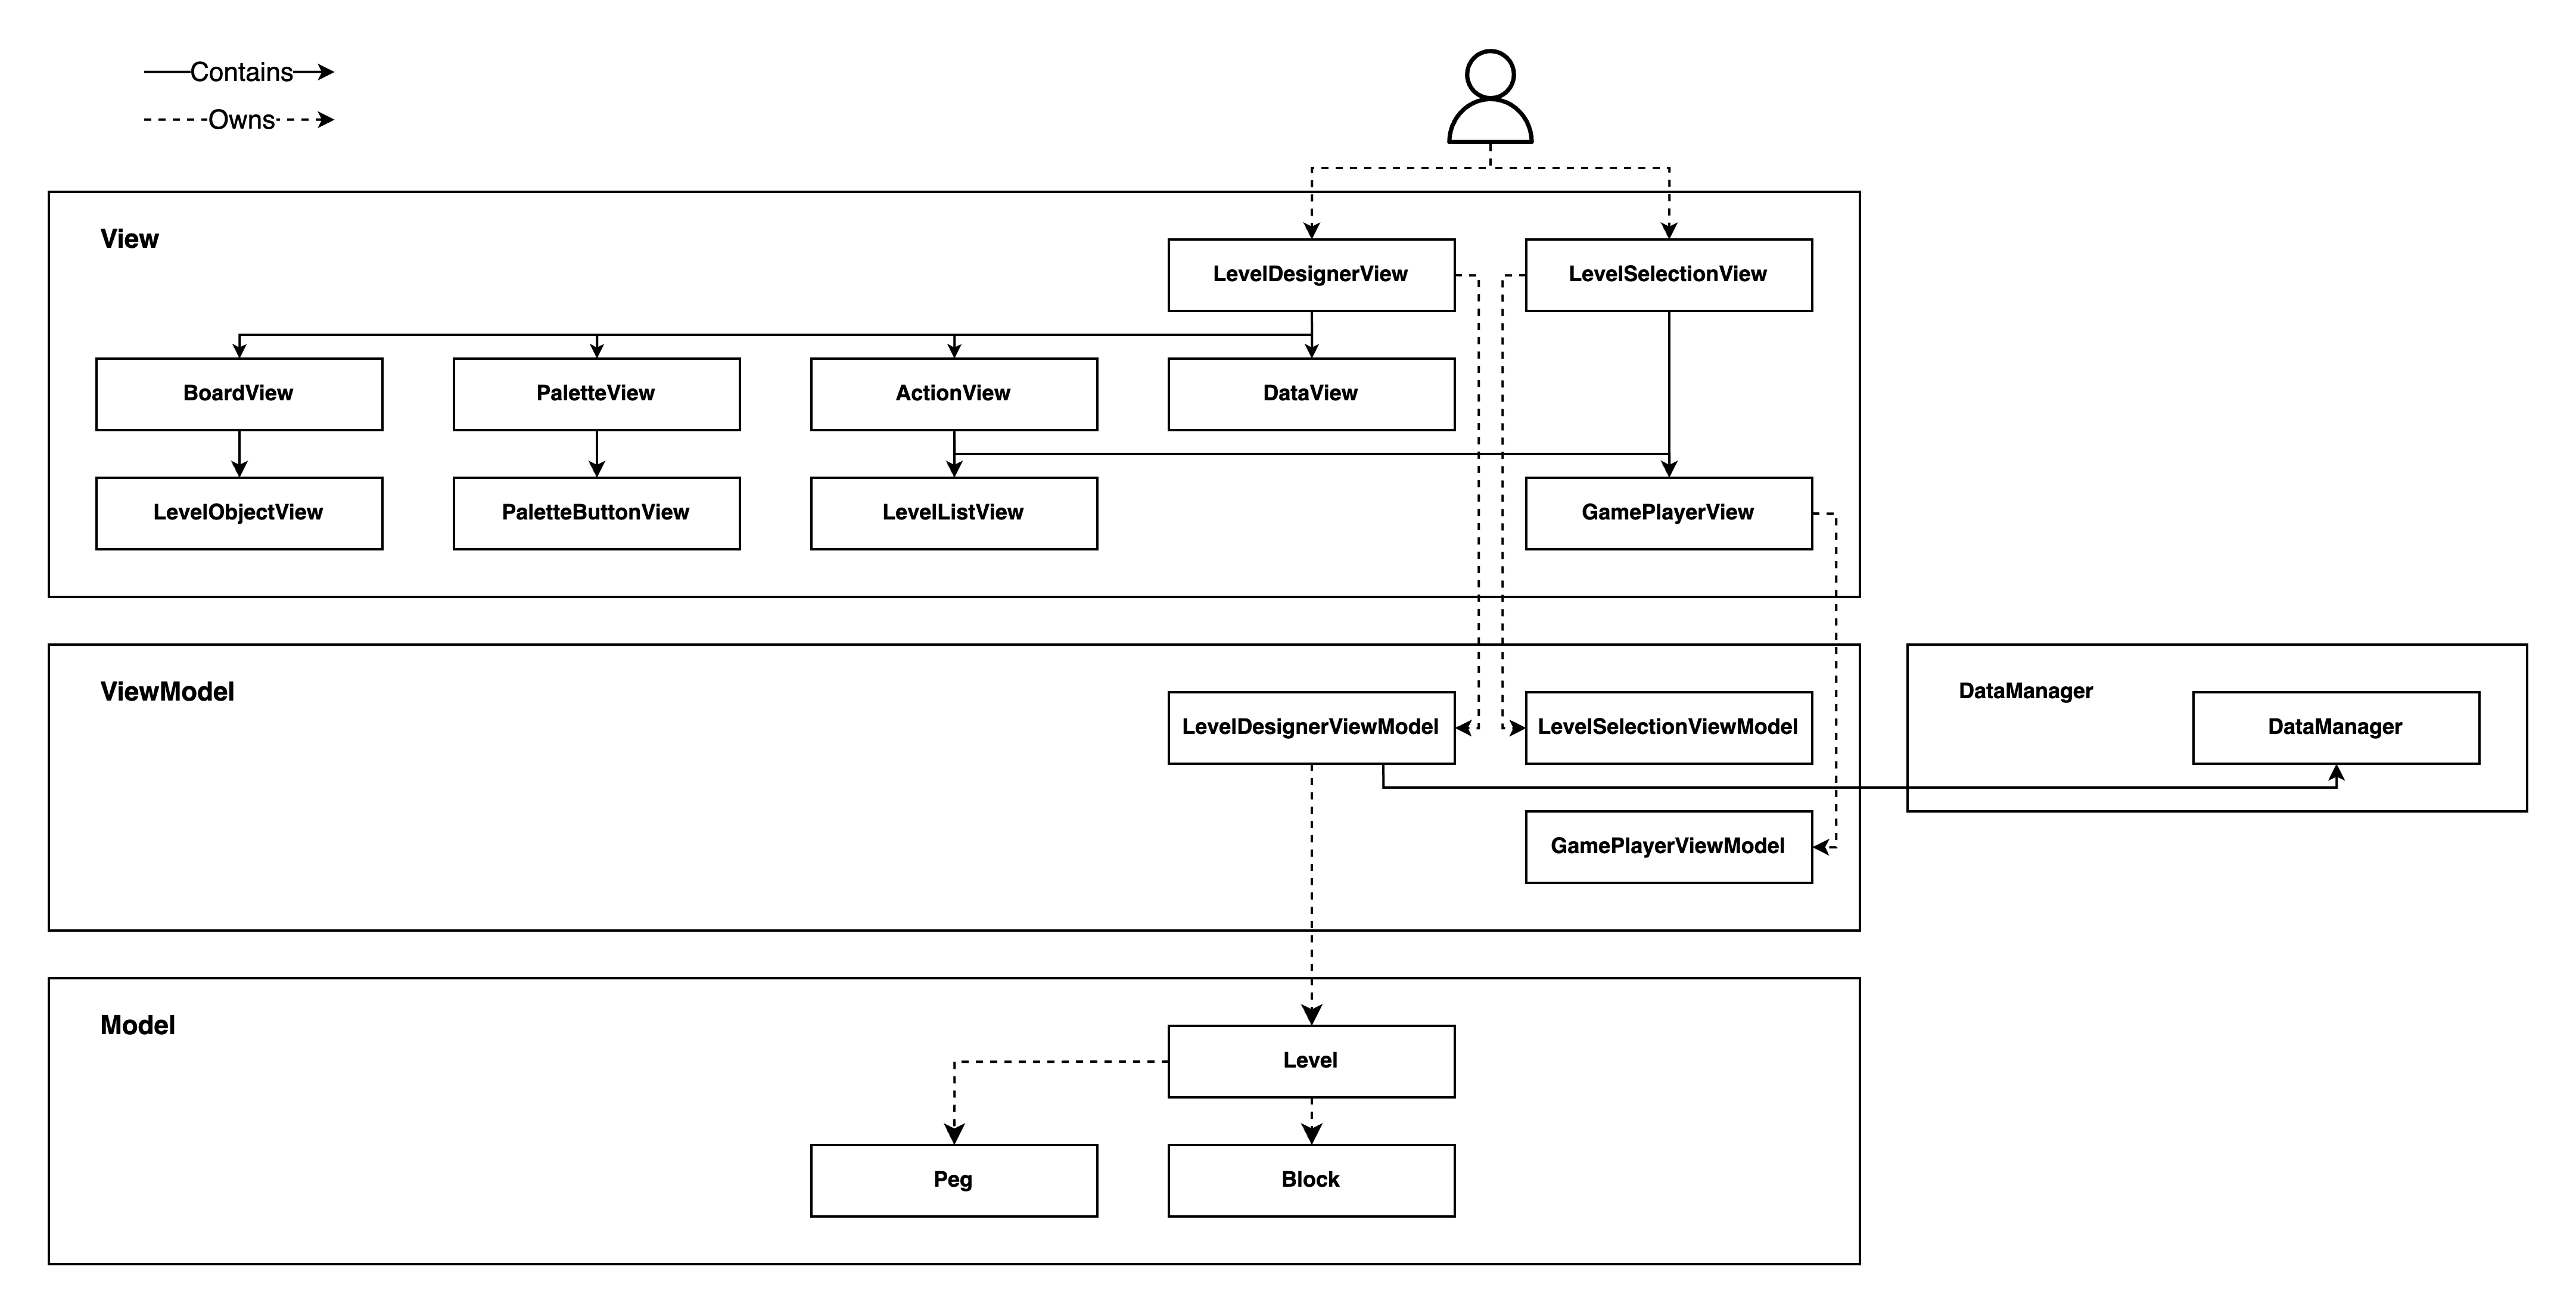 Contains
Owns
View
LevelDesignerView
LevelSelectionView
BoardView
PaletteView
ActionView
DataView
LevelObjectView
PaletteButtonView
LevelListView
GamePlayerView
ViewModel
LevelDesignerViewModel
LevelSelectionViewModel
DataManager
DataManager
GamePlayerViewModel
Model
Level
Peg
Block